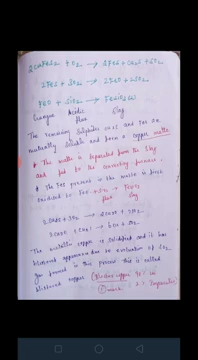 2CuFeS2 + O2 → 2FeS + Cu2S + SO2
2FeS + 3O2 → 2FeO + 2SO2
FeO + SiO2 → FeSiO3(l)
Gangue Acidic flux Slag
The remaining Sulphides Cu2S and FeS are
mutually soluble and form a copper matte
* The matte is separated from the slag
and fed to the converting furnace.
* The FeS present in the matte is first
oxidised to FeO + SiO2 → FeSiO3
flux Slag
2Cu2S + 3O2 → 2Cu2O + 2SO2
2Cu2O + Cu2S → 6Cu + SO2
- The metallic copper is solidified and it has
blistered appearance due to evolution of SO2
gas formed in this process this is called
blistered copper